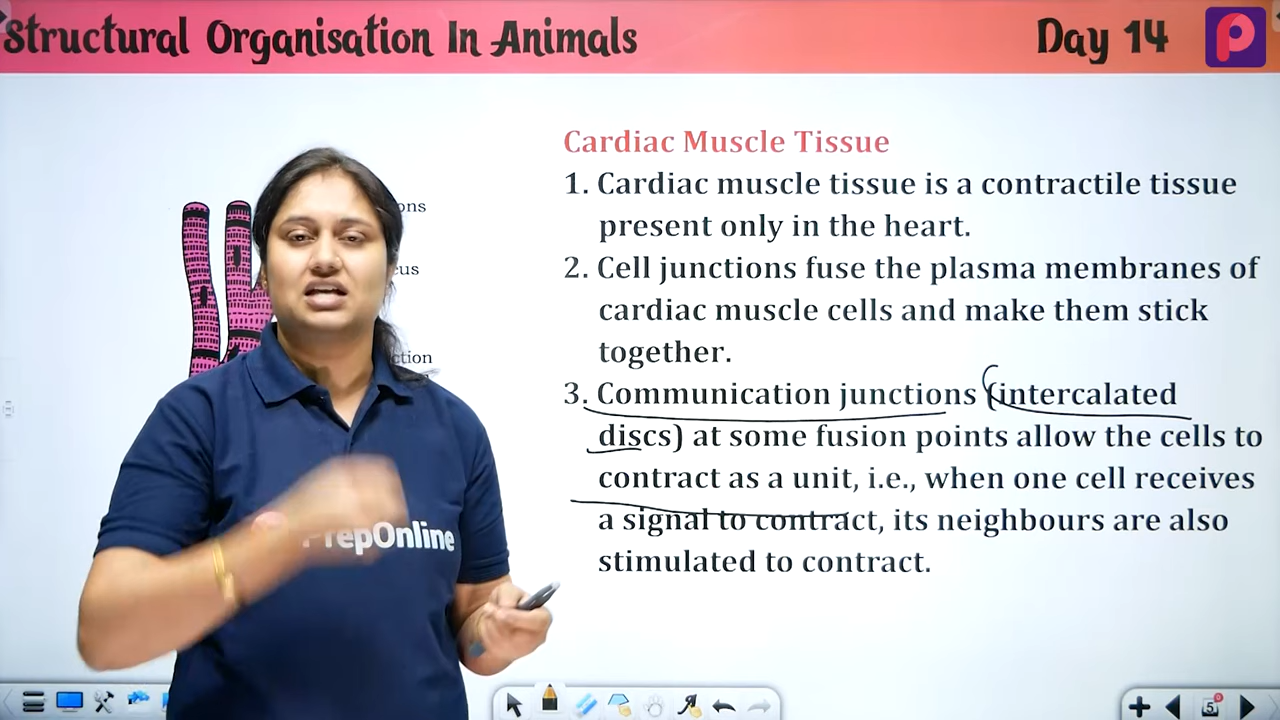 Structural Organisation In Animals
Day 14
Cardiac Muscle Tissue
1. Cardiac muscle tissue is a contractile tissue
present only in the heart.
2. Cell junctions fuse the plasma membranes of
cardiac muscle cells and make them stick
together.
3. Communication junctions (intercalated
discs) at some fusion points allow the cells to
contract as a unit, i.e., when one cell receives
a signal to contract, its neighbours are also
stimulated to contract.
PrepOnline
5